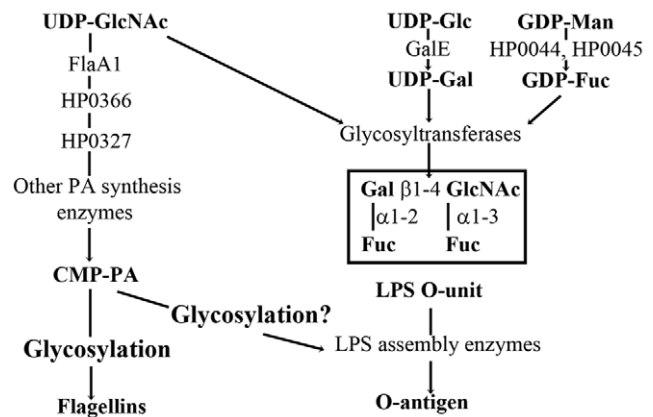 UDP-GlcNAc
FlaA1
HP0366
HP0327
Other PA synthesis
enzymes
CMP-PA
Glycosylation
Flagellins
Glycosylation?
UDP-Glc
GalE
UDP-Gal
GDP-Man
HP0044, HP0045
GDP-Fuc
Glycosyltransferases
Gal β1-4 GlcNAc
α1-2 α1-3
Fuc Fuc
LPS O-unit
LPS assembly enzymes
O-antigen